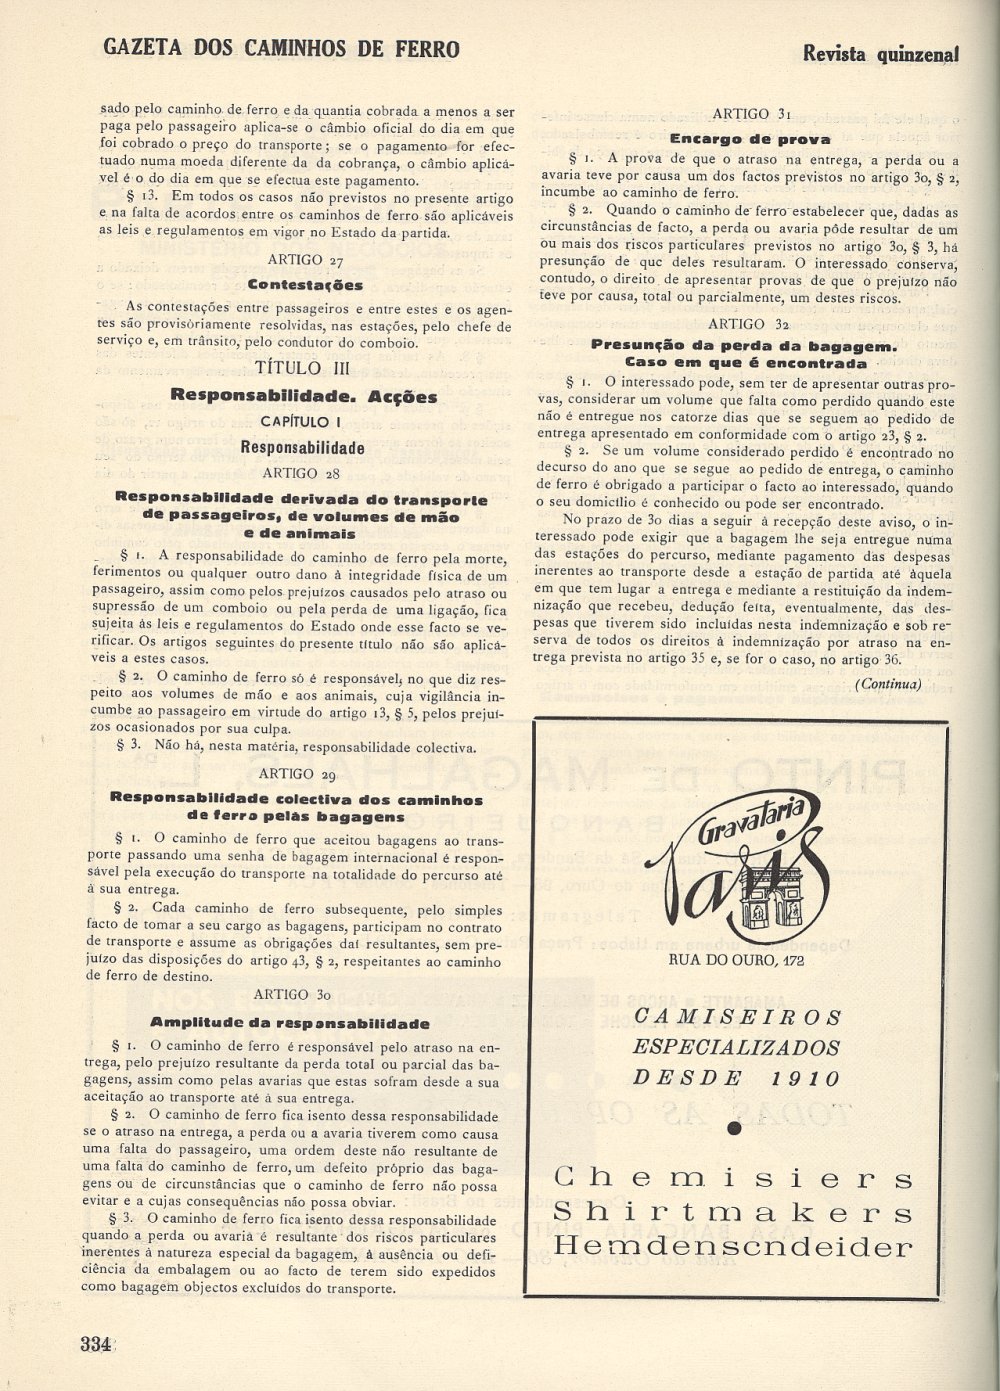 GAZETA DOS CAMINHOS DE FERRO
Revista quinzenal
sado pelo caminho de ferro e da quantia cobrada a menos a ser
paga pelo passageiro aplica-se o câmbio oficial do dia em que
foi cobrado o preço do transporte; se o pagamento for efec-
tuado numa moeda diferente da da cobrança, o câmbio aplicá-
vel é o do dia em que se efectua este pagamento.
§ 13. Em todos os casos não previstos no presente artigo
e na falta de acordos entre os caminhos de ferro são aplicáveis
as leis e regulamentos em vigor no Estado da partida.
ARTIGO 27
Contestações
As contestações entre passageiros e entre estes e os agen-
tes são provisòriamente resolvidas, nas estações, pelo chefe de
serviço e, em trânsito, pelo condutor do comboio.
TÍTULO III
Responsabilidade. Acções
CAPÍTULO I
Responsabilidade
ARTIGO 28
Responsabilidade derivada do transporte
de passageiros, de volumes de mão
e de animais
§ 1. A responsabilidade do caminho de ferro pela morte,
ferimentos ou qualquer outro dano à integridade física de um
passageiro, assim como pelos prejuízos causados pelo atraso ou
supressão de um comboio ou pela perda de uma ligação, fica
sujeita às leis e regulamentos do Estado onde esse facto se ve-
rificar. Os artigos seguintes do presente título não são aplicá-
veis a estes casos.
§ 2. O caminho de ferro só é responsável, no que diz res-
peito aos volumes de mão e aos animais, cuja vigilância in-
cumbe ao passageiro em virtude do artigo 13, § 5, pelos prejuí-
zos ocasionados por sua culpa.
§ 3. Não há, nesta matéria, responsabilidade colectiva.
ARTIGO 29
Responsabilidade colectiva dos caminhos
de ferro pelas bagagens
§ 1. O caminho de ferro que aceitou bagagens ao trans-
porte passando uma senha de bagagem internacional é respon-
sável pela execução do transporte na totalidade do percurso até
à sua entrega.
§ 2. Cada caminho de ferro subsequente, pelo simples
facto de tomar a seu cargo as bagagens, participam no contrato
de transporte e assume as obrigações daí resultantes, sem pre-
juízo das disposições do artigo 43, § 2, respeitantes ao caminho
de ferro de destino.
ARTIGO 30
Amplitude da responsabilidade
§ 1. O caminho de ferro é responsável pelo atraso na en-
trega, pelo prejuízo resultante da perda total ou parcial das ba-
gagens, assim como pelas avarias que estas sofram desde a sua
aceitação ao transporte até à sua entrega.
§ 2. O caminho de ferro fica isento dessa responsabilidade
se o atraso na entrega, a perda ou a avaria tiverem como causa
uma falta do passageiro, uma ordem deste não resultante de
uma falta do caminho de ferro, um defeito próprio das baga-
gens ou de circunstâncias que o caminho de ferro não possa
evitar e a cujas consequências não possa obviar.
§ 3. O caminho de ferro fica isento dessa responsabilidade
quando a perda ou avaria é resultante dos riscos particulares
inerentes à natureza especial da bagagem, à ausência ou defi-
ciência da embalagem ou ao facto de terem sido expedidos
como bagagem objectos excluídos do transporte.
ARTIGO 31
Encargo de prova
§ 1. A prova de que o atraso na entrega, a perda ou a
avaria teve por causa um dos factos previstos no artigo 30, § 2,
incumbe ao caminho de ferro.
§ 2. Quando o caminho de ferro estabelecer que, dadas as
circunstâncias de facto, a perda ou avaria pôde resultar de um
ou mais dos riscos particulares previstos no artigo 30, § 3, há
presunção de que deles resultaram. O interessado conserva,
contudo, o direito de apresentar provas de que o prejuízo não
teve por causa, total ou parcialmente, um destes riscos.
ARTIGO 32
Presunção da perda da bagagem.
Caso em que é encontrada
§ 1. O interessado pode, sem ter de apresentar outras pro-
vas, considerar um volume que falta como perdido quando este
não é entregue nos catorze dias que se seguem ao pedido de
entrega apresentado em conformidade com o artigo 23, § 2.
§ 2. Se um volume considerado perdido é encontrado no
decurso do ano que se segue ao pedido de entrega, o caminho
de ferro é obrigado a participar o facto ao interessado, quando
o seu domicílio é conhecido ou pode ser encontrado.
No prazo de 30 dias a seguir à recepção deste aviso, o in-
teressado pode exigir que a bagagem lhe seja entregue numa
das estações do percurso, mediante pagamento das despesas
inerentes ao transporte desde a estação de partida até àquela
em que tem lugar a entrega e mediante a restituição da indem-
nização que recebeu, dedução feita, eventualmente, das des-
pesas que tiverem sido incluídas nesta indemnização e sob re-
serva de todos os direitos à indemnização por atraso na en-
trega prevista no artigo 35 e, se for o caso, no artigo 36.
(Continua)
Gravataria
Paris
RUA DO OURO, 172
CAMISEIROS
ESPECIALIZADOS
DESDE 1910
Chemisiers
Shirtmakers
Hemdenscndeider
334